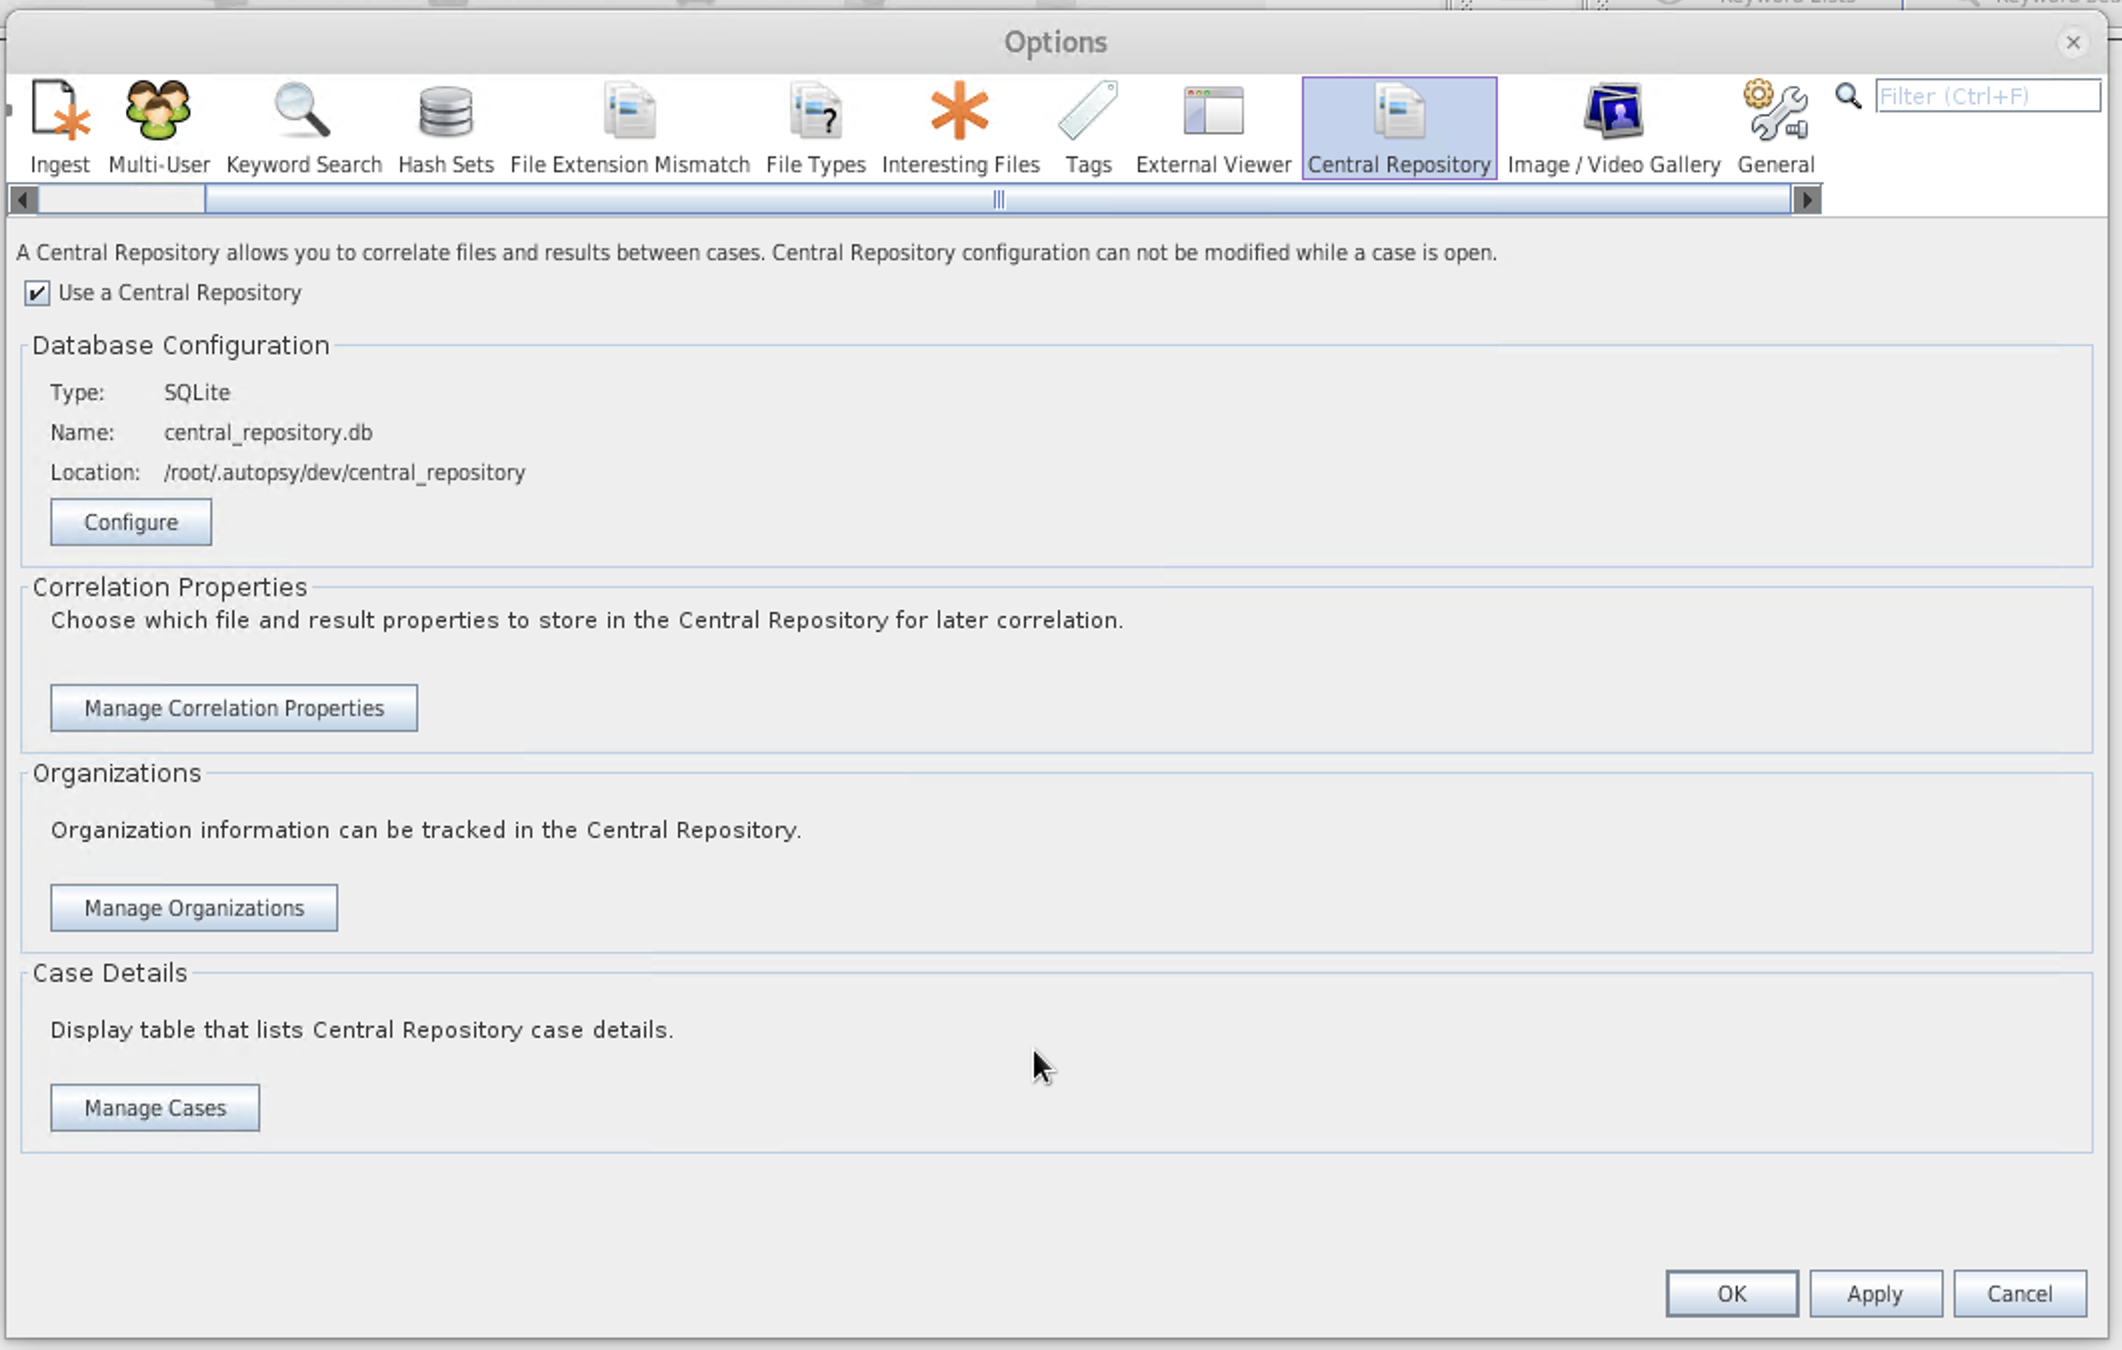 Options
Ingest
Multi-User
Keyword Search
Hash Sets
File Extension Mismatch
File Types
Interesting Files
Tags
External Viewer
Central Repository
Image / Video Gallery
General
Filter (Ctrl+F)
A Central Repository allows you to correlate files and results between cases. Central Repository configuration can not be modified while a case is open.
Use a Central Repository
Database Configuration
Type: SQLite
Name: central_repository.db
Location: /root/.autopsy/dev/central_repository
Configure
Correlation Properties
Choose which file and result properties to store in the Central Repository for later correlation.
Manage Correlation Properties
Organizations
Organization information can be tracked in the Central Repository.
Manage Organizations
Case Details
Display table that lists Central Repository case details.
Manage Cases
OK
Apply
Cancel